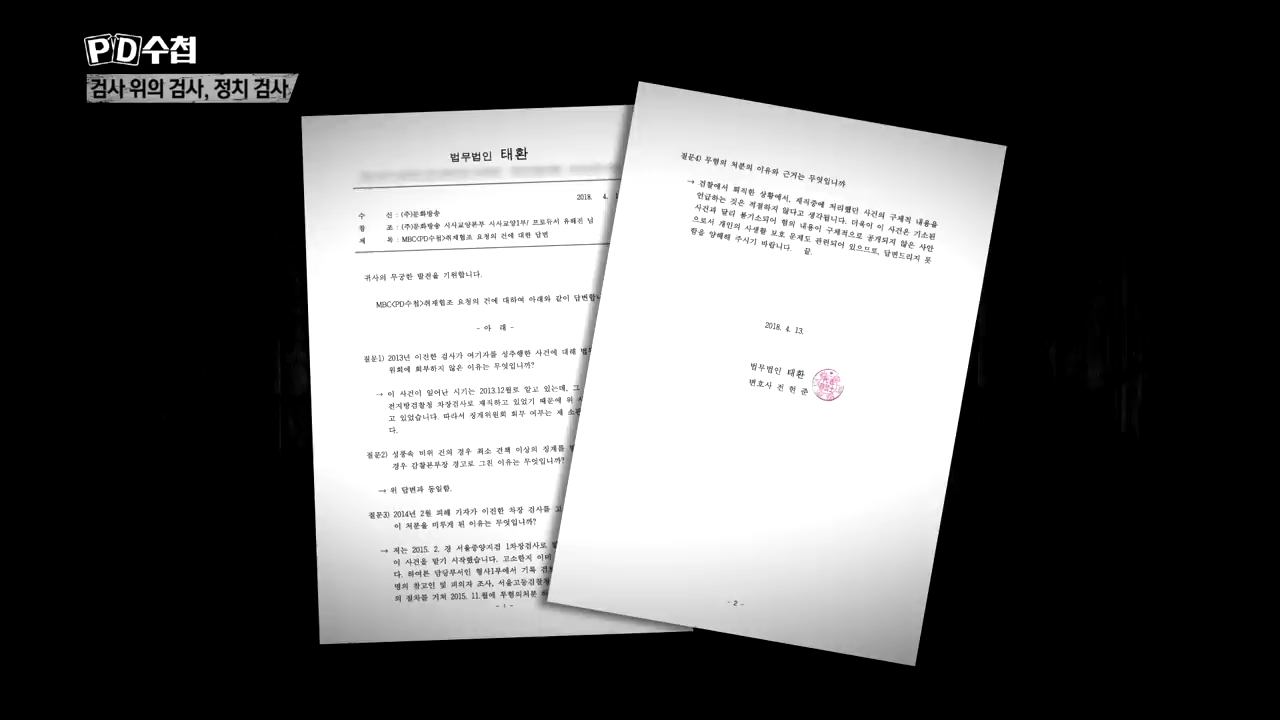 PD수첩
검사 위의 검사, 정치 검사
법무법인 태환
2018. 4. 1
수 신 : (주)문화방송
참 조 : (주)문화방송 시사교양본부 시사교양1부/ 프로듀서 유해진 님
제 목 : MBC<PD수첩>취재협조 요청의 건에 대한 답변
귀사의 무궁한 발전을 기원합니다.
MBC<PD수첩>취재협조 요청의 건에 대하여 아래와 같이 답변합니
- 아 래 -
질문1) 2013년 이진한 검사가 여기자를 성추행한 사건에 대해 법무
위원회에 회부하지 않은 이유는 무엇입니까?
→ 이 사건이 일어난 시기는 2013.12월로 알고 있는데, 그
전지방검찰청 차장검사로 재직하고 있었기 때문에 위
고 있었습니다. 따라서 징계위원회 회부 여부는 제 소관
다.
질문2) 성풍속 비위 건의 경우 최소 견책 이상의 징계를
경우 감찰본부장 경고로 그친 이유는 무엇입니까?
→ 위 답변과 동일함.
질문3) 2014년 2월 피해 기자가 이진한 차장 검사를 고
이 처분을 미루게 된 이유는 무엇입니까?
→ 저는 2015. 2. 경 서울중앙지검 1차장검사로
이 사건을 맡기 시작했습니다. 고소한지 이미
다. 하여튼 담당부서인 형사1부에서 기록 검토
명의 참고인 및 피의자 조사, 서울고등검찰청
의 절차를 거쳐 2015. 11.월에 무혐의처분 하
- 1 -
질문4) 무혐의 처분의 이유와 근거는 무엇입니까
→ 검찰에서 퇴직한 상황에서, 재직중에 처리했던 사건의 구체적 내용을
언급하는 것은 적절하지 않다고 생각됩니다. 더욱이 이 사건은 기소된
사건과 달리 불기소되어 혐의 내용이 구체적으로 공개되지 않은 사안
으로서 개인의 사생활 보호 문제도 관련되어 있으므로, 답변드리지 못
함을 양해해 주시기 바랍니다. 끝.
2018. 4. 13.
법무법인 태환
변호사 전 헌 준
- 2 -